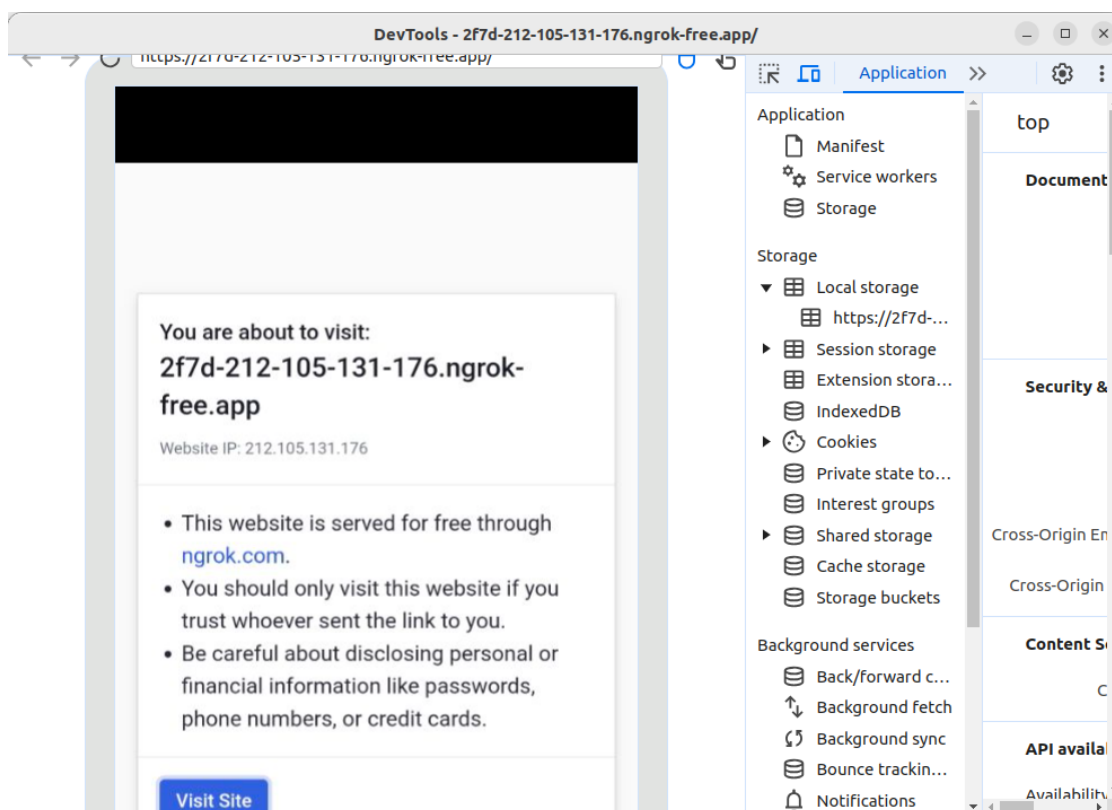 DevTools - 2f7d-212-105-131-176.ngrok-free.app/
https://2f7d-212-105-131-176.ngrok-free.app/
You are about to visit:
2f7d-212-105-131-176.ngrok-
free.app
Website IP: 212.105.131.176
• This website is served for free through
ngrok.com.
• You should only visit this website if you
trust whoever sent the link to you.
• Be careful about disclosing personal or
financial information like passwords,
phone numbers, or credit cards.
Visit Site
Application
Application
Manifest
Service workers
Storage
Storage
Local storage
https://2f7d-...
Session storage
Extension stora...
IndexedDB
Cookies
Private state to...
Interest groups
Shared storage
Cache storage
Storage buckets
Background services
Back/forward c...
Background fetch
Background sync
Bounce trackin...
Notifications
top
Document
Security &
Cross-Origin Em
Cross-Origin
Content Se
C
API availa
Availability